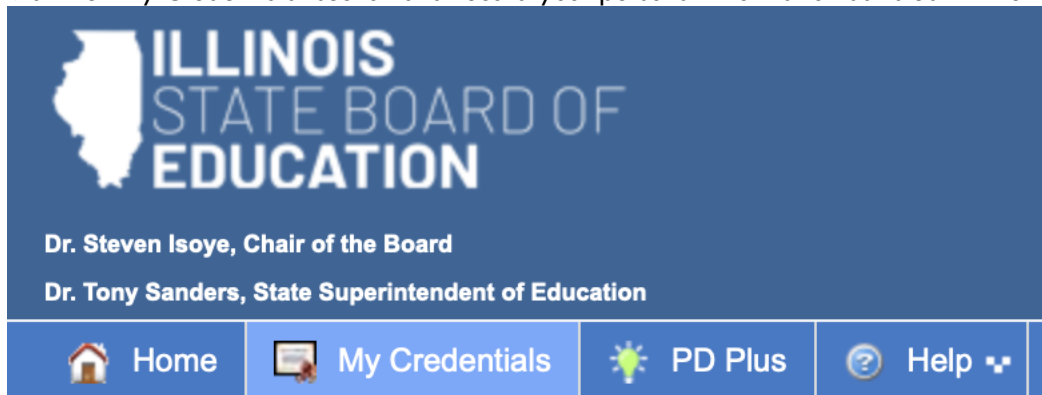 ILLINOIS
STATE BOARD OF
EDUCATION
Dr. Steven Isoye, Chair of the Board
Dr. Tony Sanders, State Superintendent of Education
Home My Credentials PD Plus Help